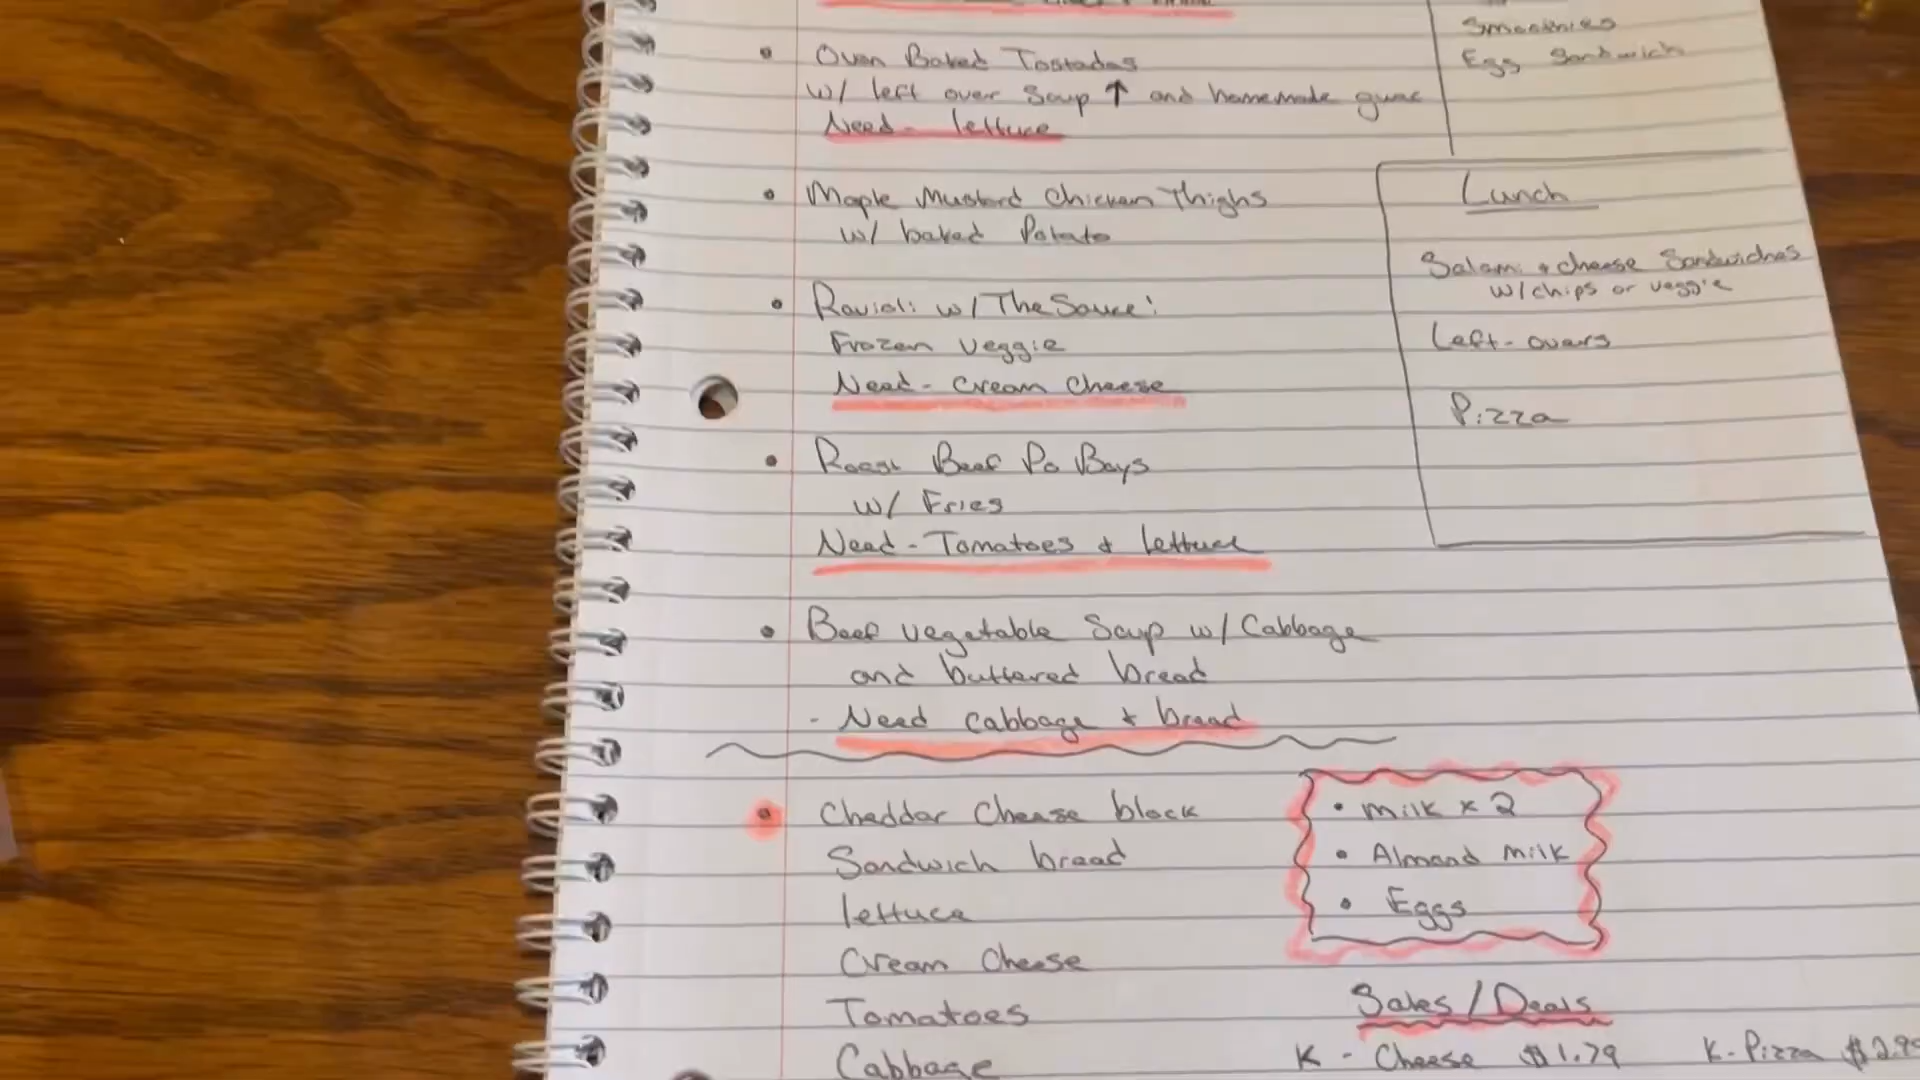 Oven Baked Tostadas
w/ left over Soup ↑ and homemade guac
Need - lettuce
• Maple Mustard Chicken Thighs
w/ baked Potato
• Ravioli w/ The Sauce!
Frozen veggie
Need - Cream Cheese
• Roast Beef Po Boys
w/ Fries
Need - Tomatoes + lettuce
• Beef vegetable Soup w/ Cabbage
and buttered bread
- Need cabbage + bread
• Cheddar Cheese block
Sandwich bread
lettuce
Cream Cheese
Tomatoes
Cabbage
Smoothies
Egg Sandwich
Lunch
Salami + cheese Sandwiches
w/chips or veggie
Left-overs
Pizza
• milk x 2
• Almond milk
• Eggs
Sales/Deals
K - Cheese $1.79
K-Pizza